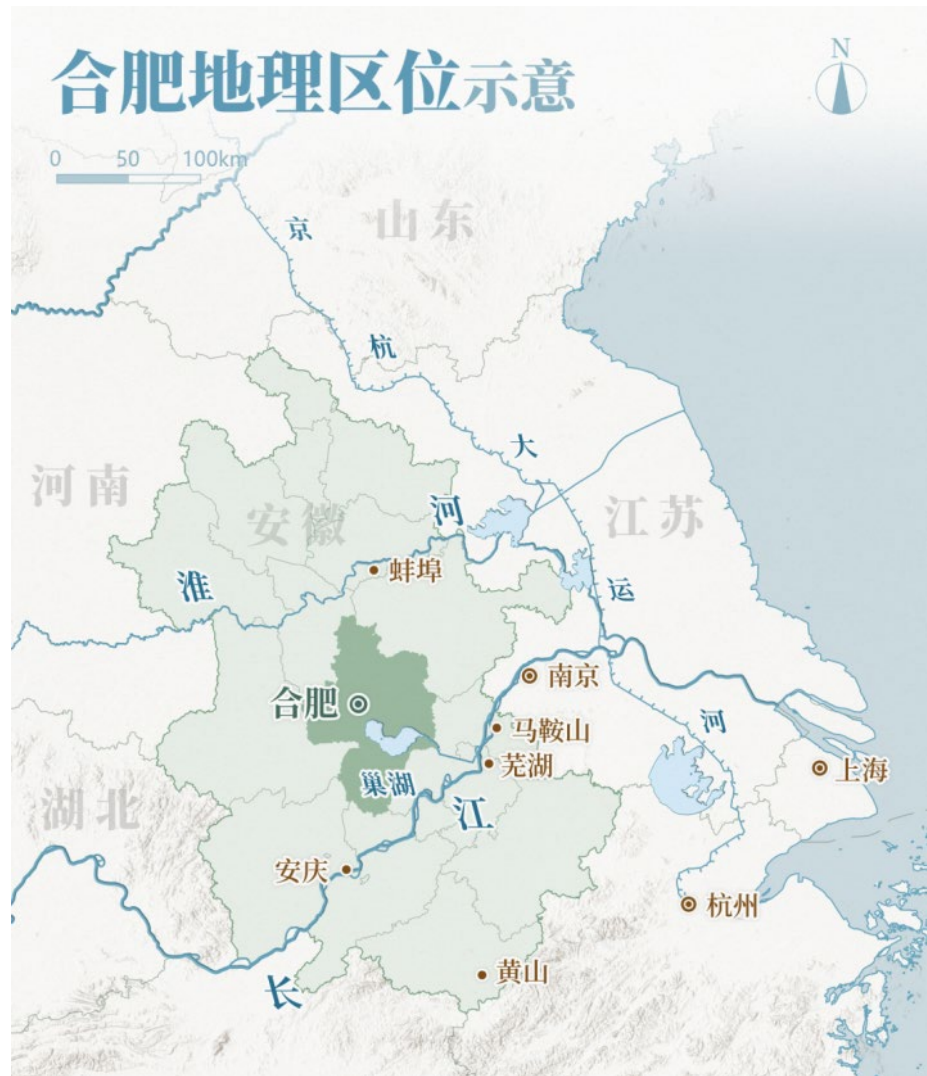 合肥地理区位示意
N
0 50 100km
山东
京杭大运河
河南
安徽
江苏
淮河
蚌埠
合肥
南京
马鞍山
芜湖
巢湖
上海
湖北
长江
安庆
杭州
黄山